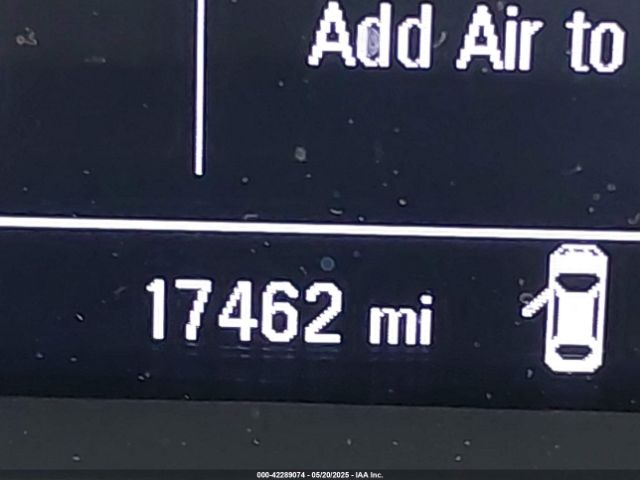 Add Air to
17462 mi
000-42289074 - 05/20/2025 - IAA Inc.